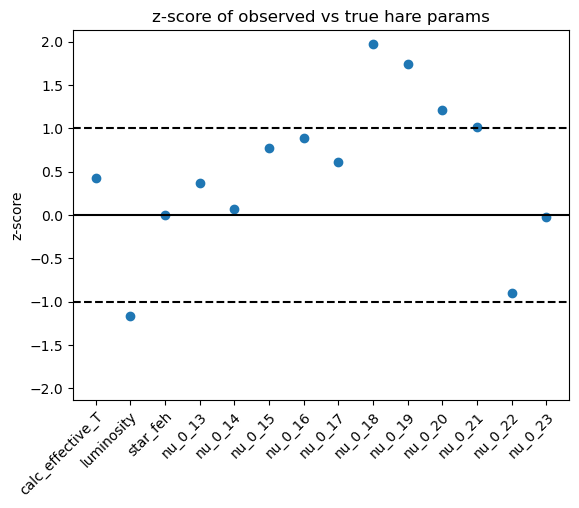 z-score of observed vs true hare params
z-score
2.0
1.5
1.0
0.5
0.0
−0.5
−1.0
−1.5
−2.0
calc_effective_T
luminosity
star_feh
nu_0_13
nu_0_14
nu_0_15
nu_0_16
nu_0_17
nu_0_18
nu_0_19
nu_0_20
nu_0_21
nu_0_22
nu_0_23